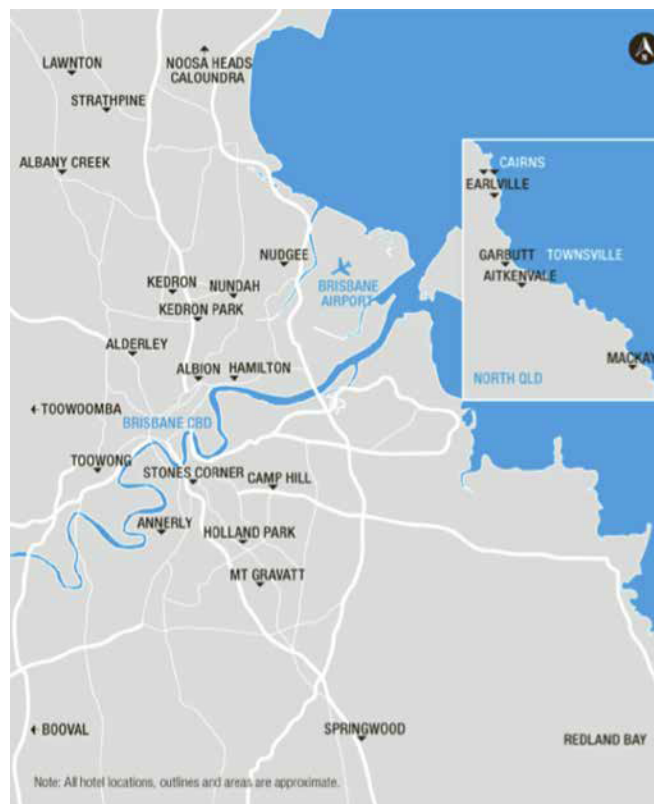 N
LAWNTON
NOOSA HEADS
CALOUNDRA
STRATHPINE
ALBANY CREEK
CAIRNS
EARLVILLE
NUDGEE
GARBUTT
TOWNSVILLE
AITKENVALE
KEDRON
NUNDAH
BRISBANE
AIRPORT
KEDRON PARK
ALDERLEY
MACKAY
ALBION
HAMILTON
NORTH QLD
TOOWOOMBA
BRISBANE CBD
TOOWONG
STONES CORNER
CAMP HILL
ANNERLY
HOLLAND PARK
MT GRAVATT
BOOVAL
SPRINGWOOD
REDLAND BAY
Note: All hotel locations, outlines and areas are approximate.